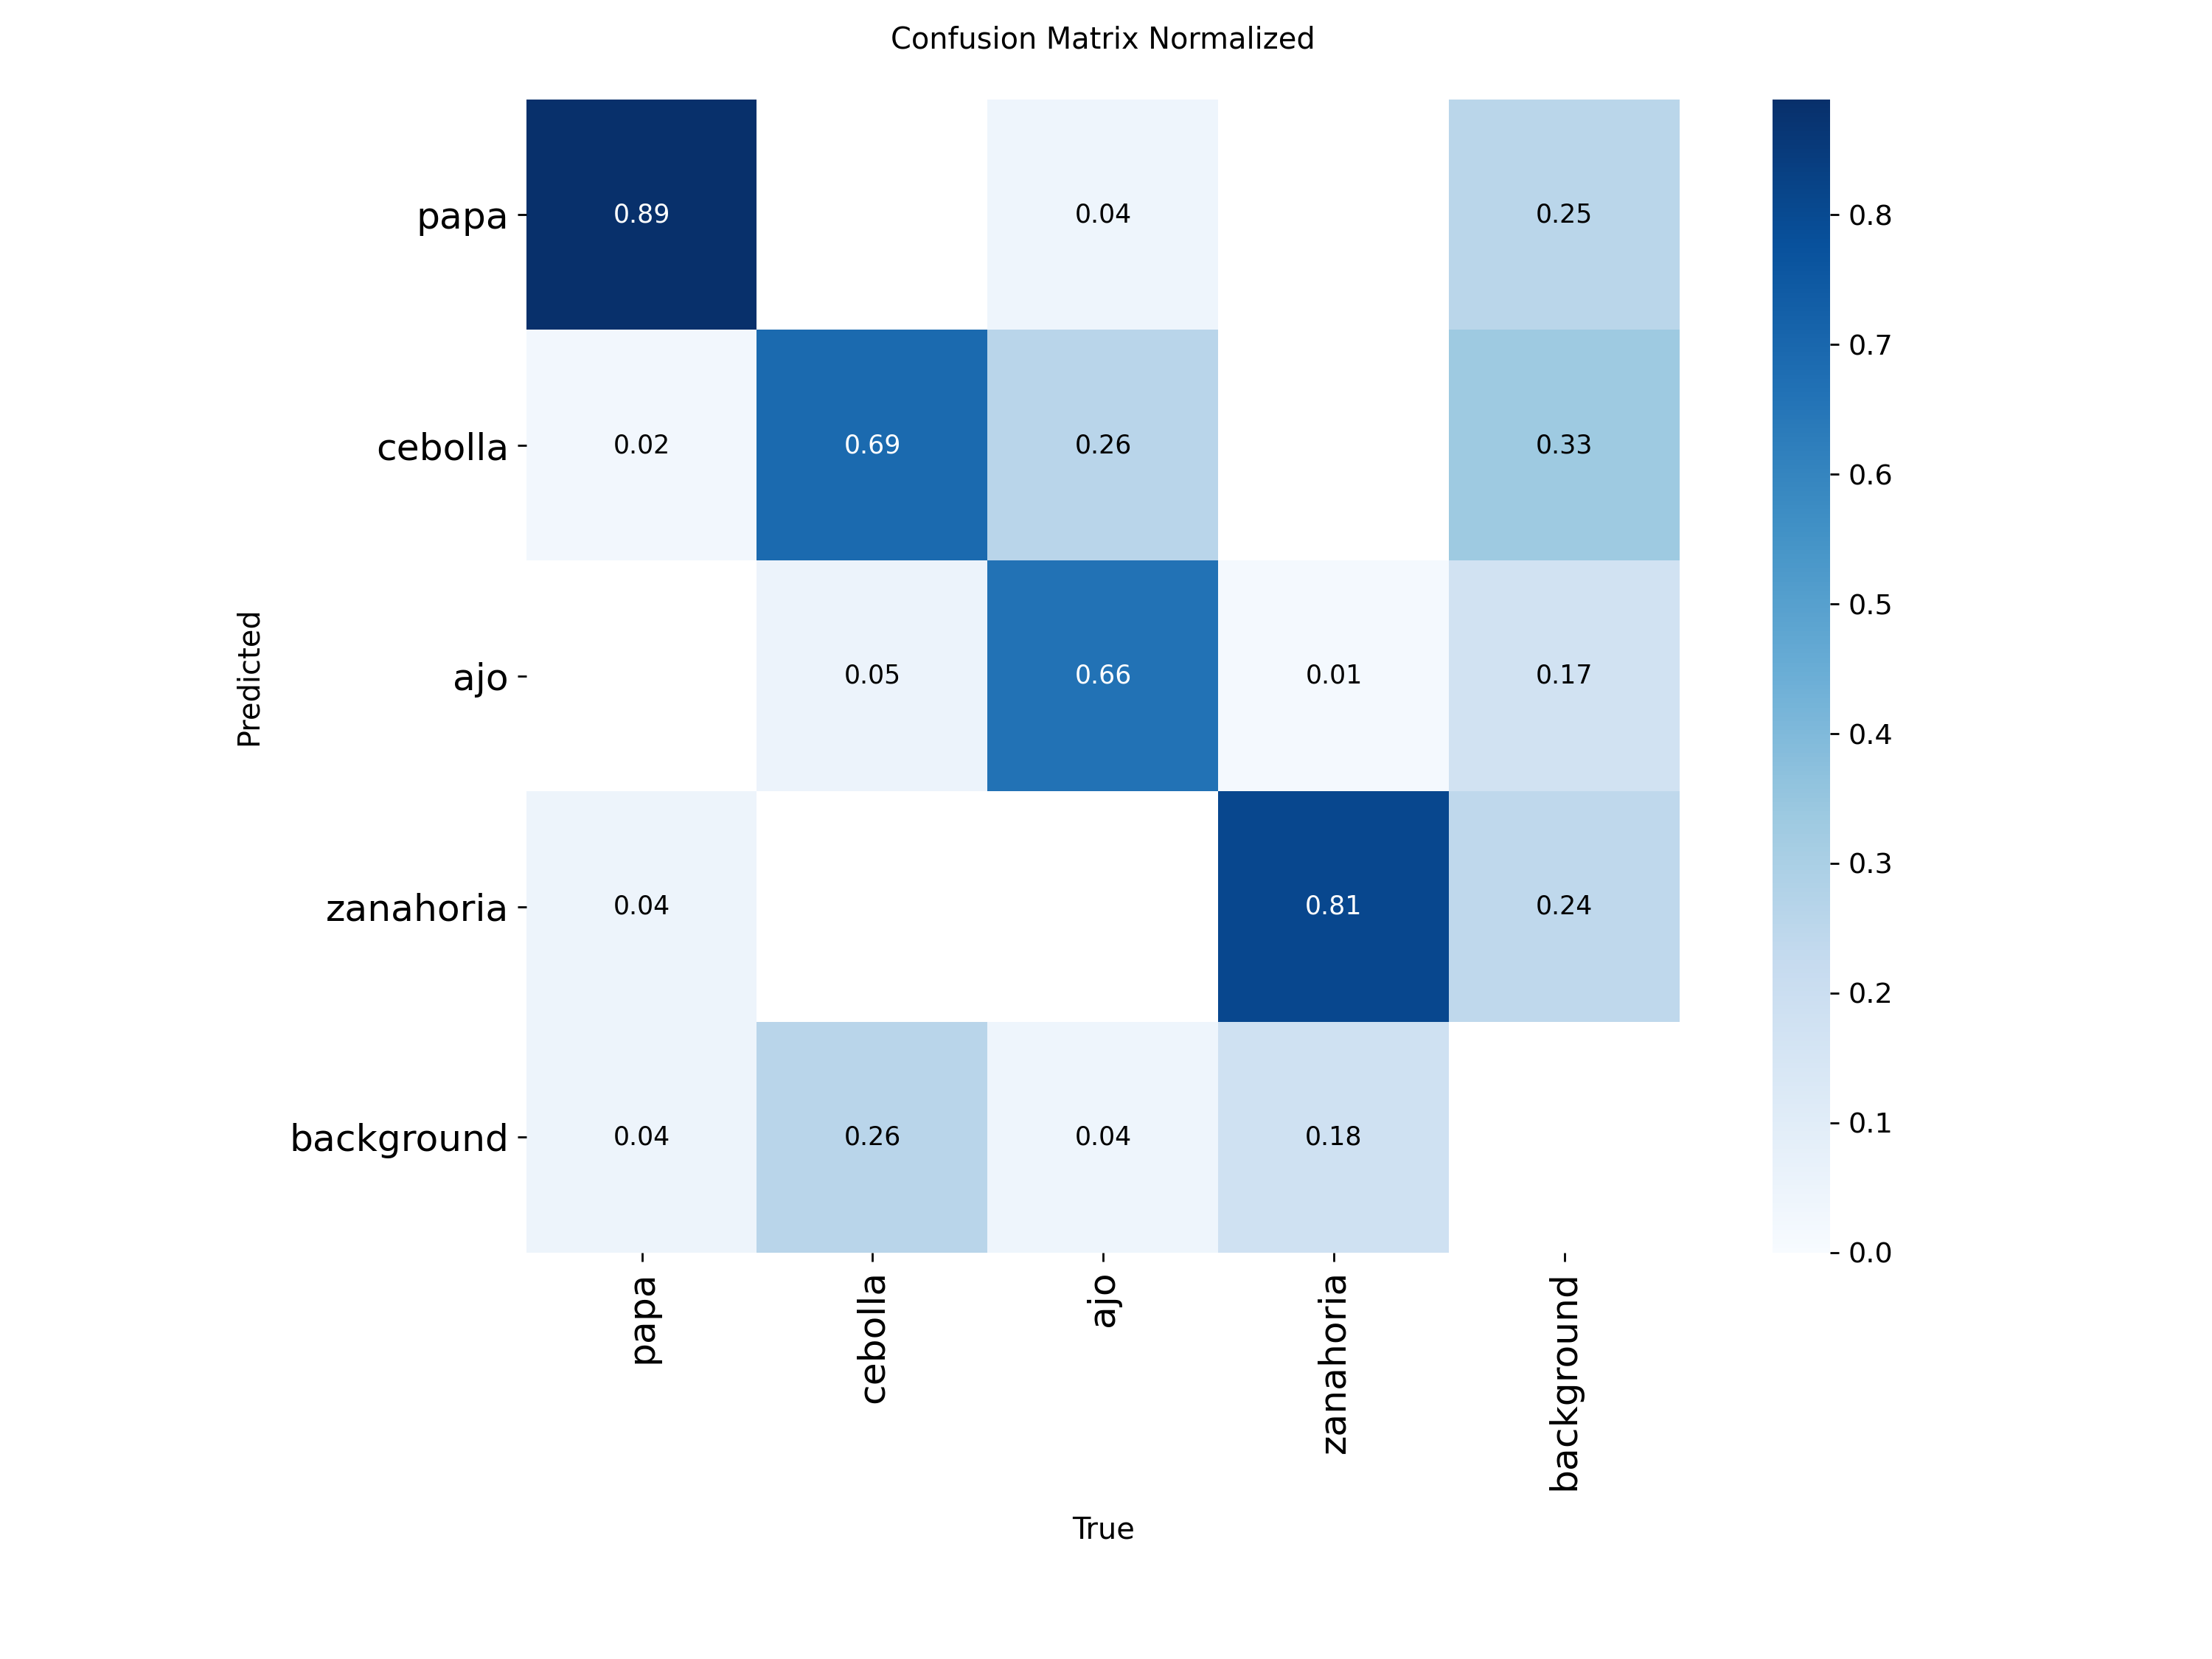 Confusion Matrix Normalized
papa
0.89
0.04
0.25
cebolla
0.02
0.69
0.26
0.33
ajo
0.05
0.66
0.01
0.17
zanahoria
0.04
0.81
0.24
background
0.04
0.26
0.04
0.18
Predicted
papa
cebolla
ajo
zanahoria
background
True
0.8
0.7
0.6
0.5
0.4
0.3
0.2
0.1
0.0